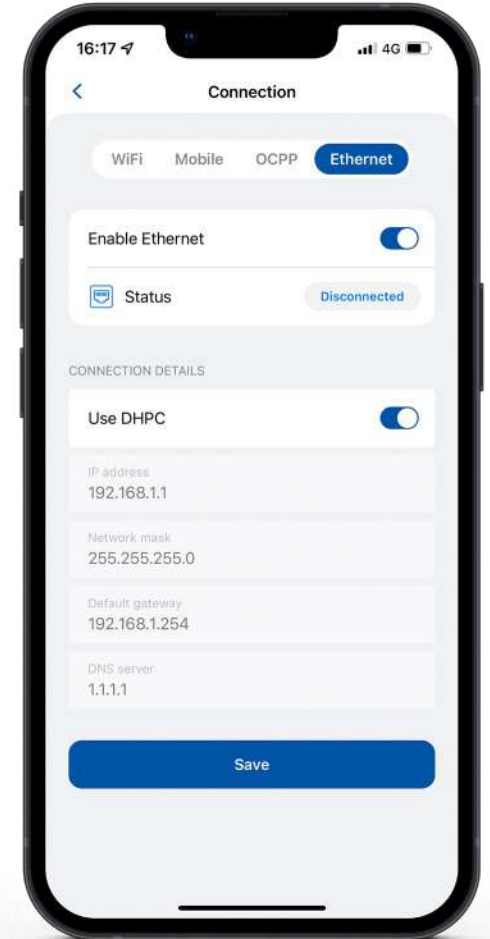 16:17 4G
Connection
WiFi Mobile OCPP Ethernet
Enable Ethernet
Status Disconnected
CONNECTION DETAILS
Use DHPC
IP address
192.168.1.1
Network mask
255.255.255.0
Default gateway
192.168.1.254
DNS server
1.1.1.1
Save